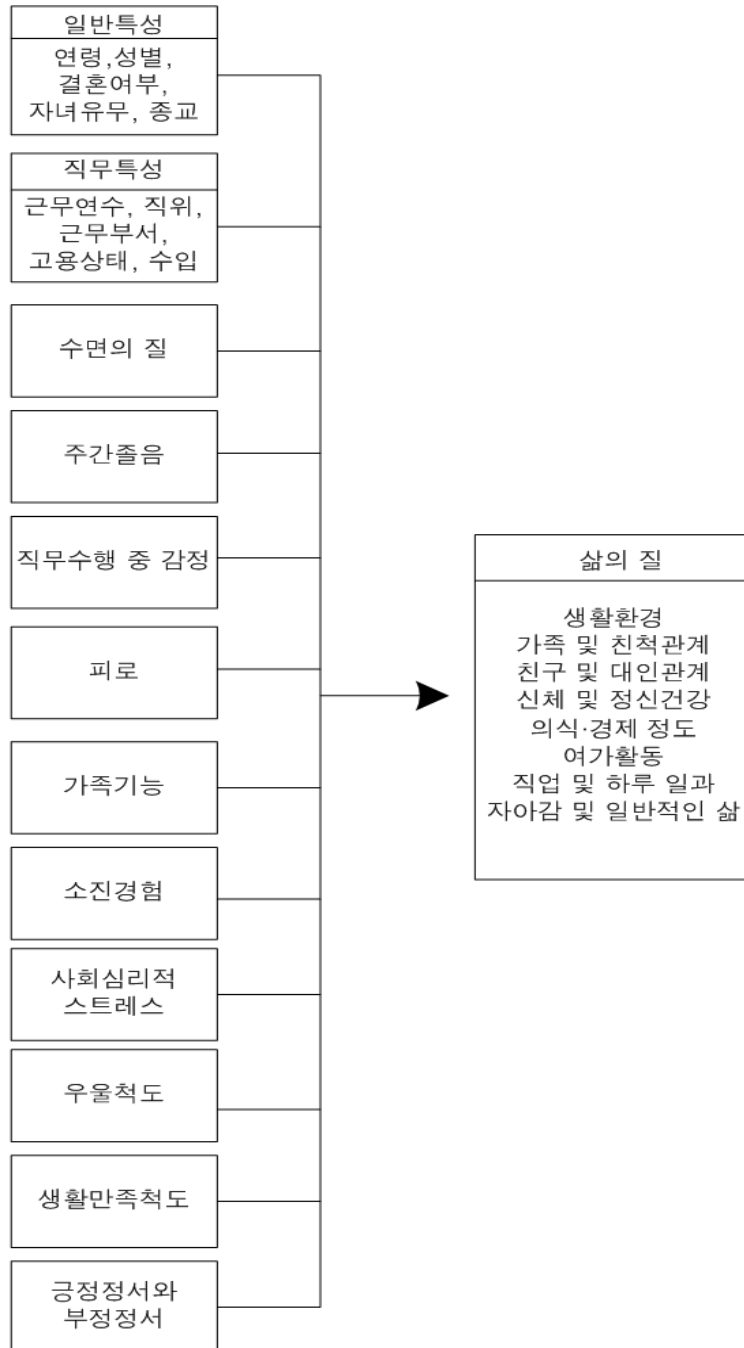 일반특성
연령,성별,
결혼여부,
자녀유무, 종교
직무특성
근무연수, 직위,
근무부서,
고용상태, 수입
수면의 질
주간졸음
직무수행 중 감정
피로
가족기능
소진경험
사회심리적
스트레스
우울척도
생활만족척도
긍정정서와
부정정서
삶의 질
생활환경
가족 및 친척관계
친구 및 대인관계
신체 및 정신건강
의식·경제 정도
여가활동
직업 및 하루 일과
자아감 및 일반적인 삶